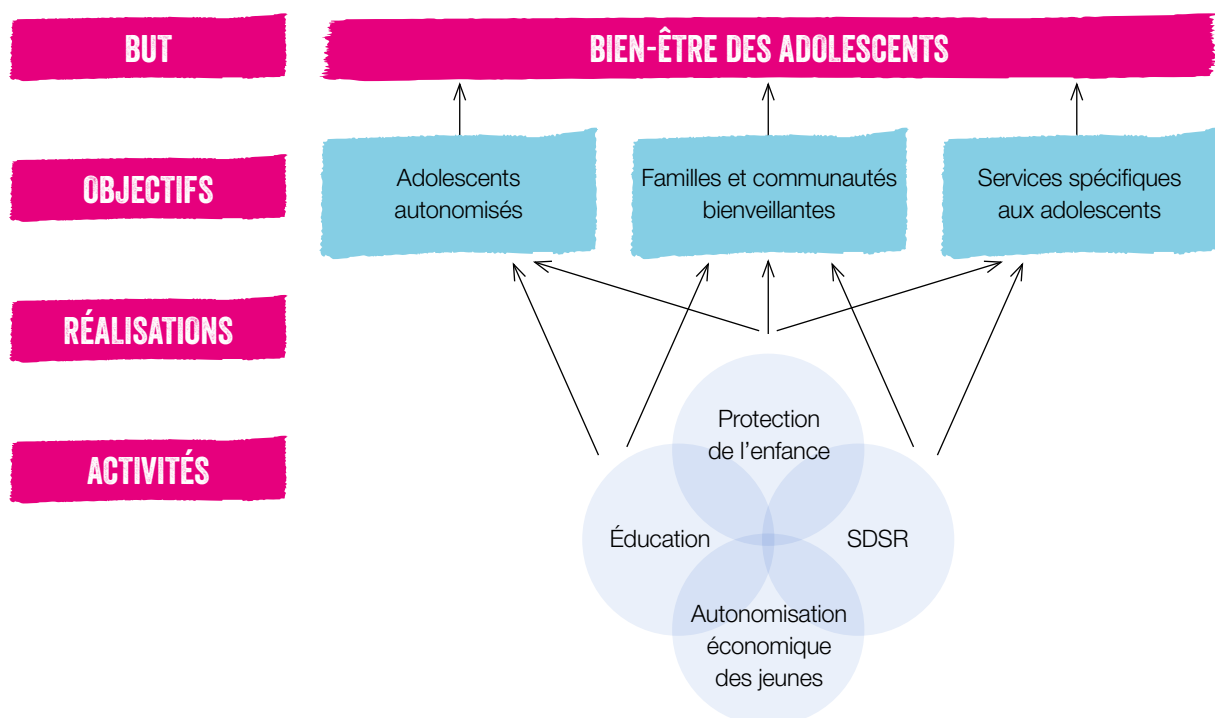 BUT
BIEN-ÊTRE DES ADOLESCENTS
OBJECTIFS
Adolescents
autonomisés
Familles et communautés
bienveillantes
Services spécifiques
aux adolescents
RÉALISATIONS
ACTIVITÉS
Protection
de l’enfance
Éducation
SDSR
Autonomisation
économique
des jeunes